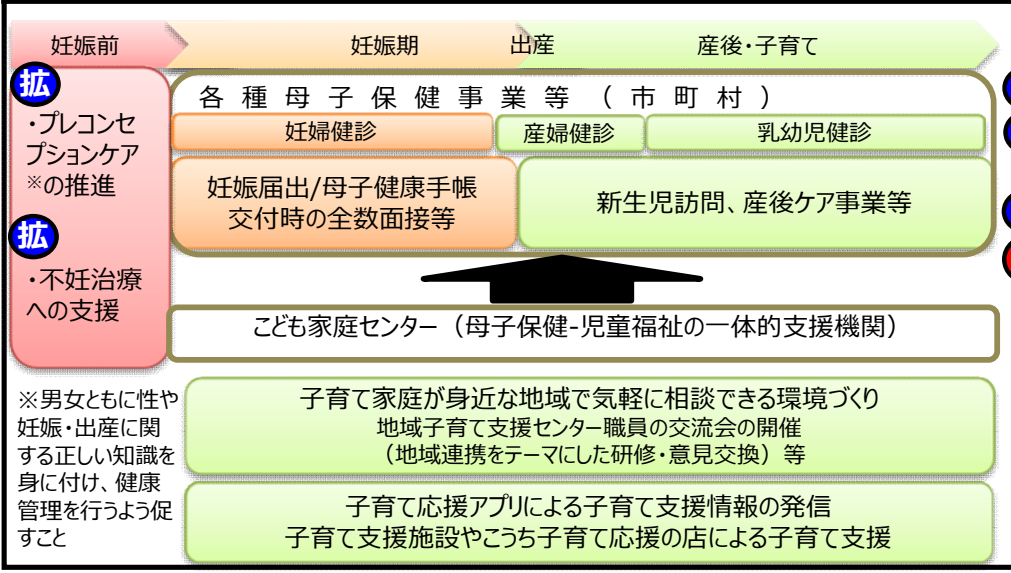 妊娠前
妊娠期
出産
産後・子育て
拡
・プレコンセ
プションケア
※の推進
拡
・不妊治療
への支援
各種母子保健事業等(市町村)
妊婦健診
産婦健診
乳幼児健診
妊娠届出/母子健康手帳
交付時の全数面接等
新生児訪問、産後ケア事業等
こども家庭センター(母子保健-児童福祉の一体的支援機関)
※男女ともに性や
妊娠・出産に関
する正しい知識を
身に付け、健康
管理を行うよう促
すこと
子育て家庭が身近な地域で気軽に相談できる環境づくり
地域子育て支援センター職員の交流会の開催
(地域連携をテーマにした研修・意見交換)等
子育て応援アプリによる子育て支援情報の発信
子育て支援施設やこうち子育て応援の店による子育て支援